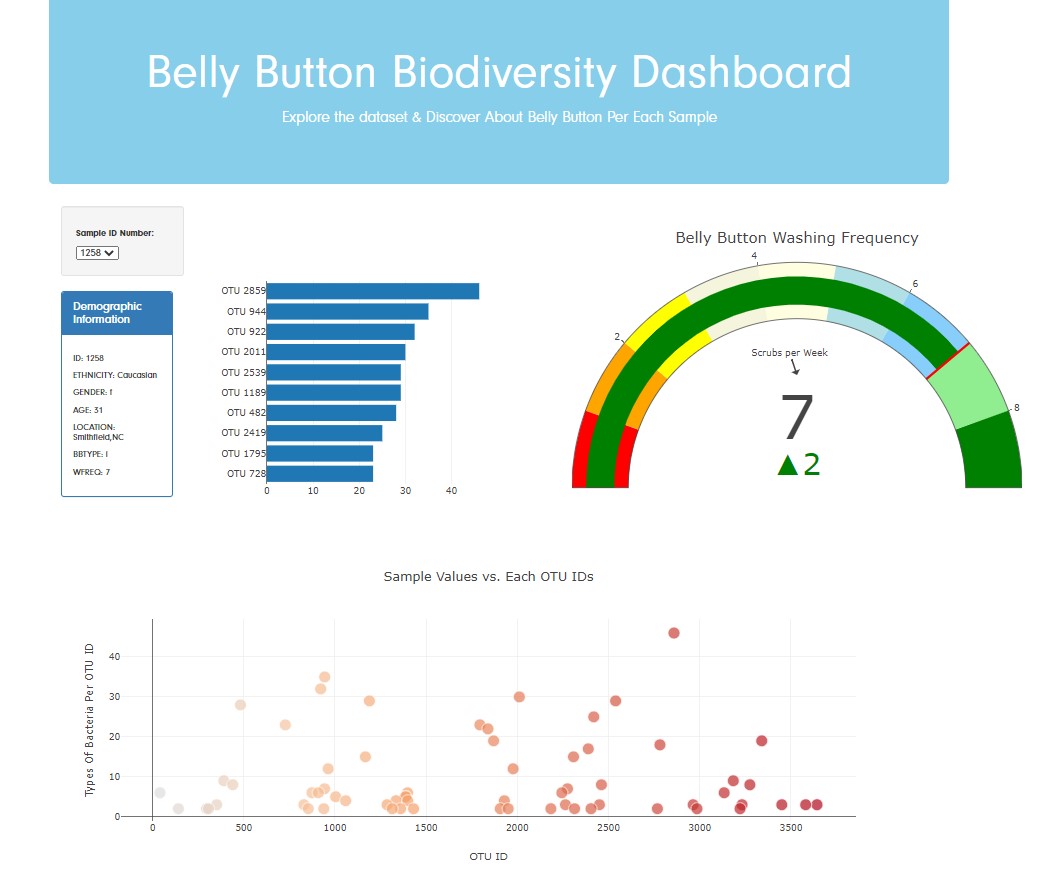 Belly Button Biodiversity Dashboard
Explore the dataset & Discover About Belly Button Per Each Sample
Sample ID Number:
1258
Demographic
Information
ID: 1258
ETHNICITY: Caucasian
GENDER: f
AGE: 31
LOCATION:
Smithfield,NC
BBTYPE: I
WFREQ: 7
OTU 2859
OTU 944
OTU 922
OTU 2011
OTU 2539
OTU 1189
OTU 482
OTU 2419
OTU 1795
OTU 728
0 10 20 30 40
Belly Button Washing Frequency
2
4
6
8
Scrubs per Week
7
▲2
Sample Values vs. Each OTU IDs
Types Of Bacteria Per OTU ID
40
30
20
10
0
0 500 1000 1500 2000 2500 3000 3500
OTU ID